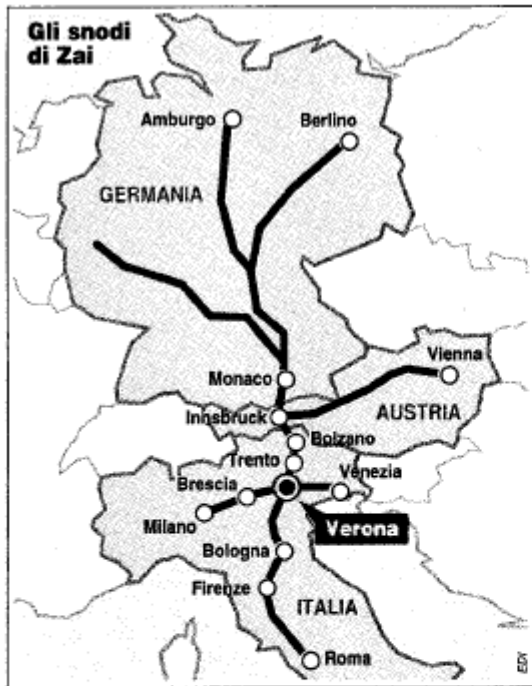 Gli snodi
di Zai
Amburgo
Berlino
GERMANIA
Monaco
Vienna
Innsbruck
AUSTRIA
Bolzano
Trento
Venezia
Brescia
Milano
Verona
Bologna
Firenze
ITALIA
Roma
EDI